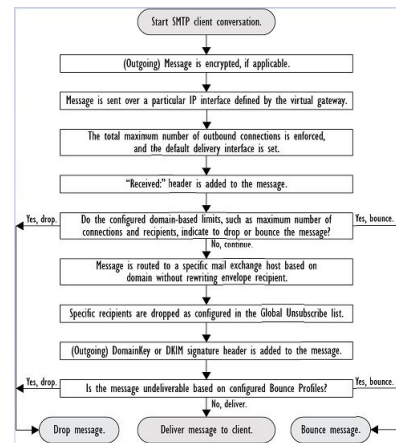 Start SMTP client conversation.
(Outgoing) Message is encrypted, if applicable.
Message is sent over a particular IP interface defined by the virtual gateway.
The total maximum number of outbound connections is enforced,
and the default delivery interface is set.
“Received:” header is added to the message.
Yes, drop.
Do the configured domain-based limits, such as maximum number of
connections and recipients, indicate to drop or bounce the message?
Yes, bounce.
No, continue.
Message is routed to a specific mail exchange host based on
domain without rewriting envelope recipient.
Specific recipients are dropped as configured in the Global Unsubscribe list.
(Outgoing) DomainKey or DKIM signature header is added to the message.
Yes, drop.
Is the message undeliverable based on configured Bounce Profiles?
Yes, bounce.
No, deliver.
Drop message.
Deliver message to client.
Bounce message.